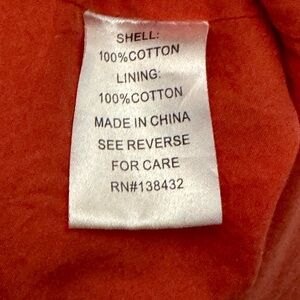 SHELL:
100%COTTON
LINING:
100%COTTON
MADE IN CHINA
SEE REVERSE
FOR CARE
RN#138432